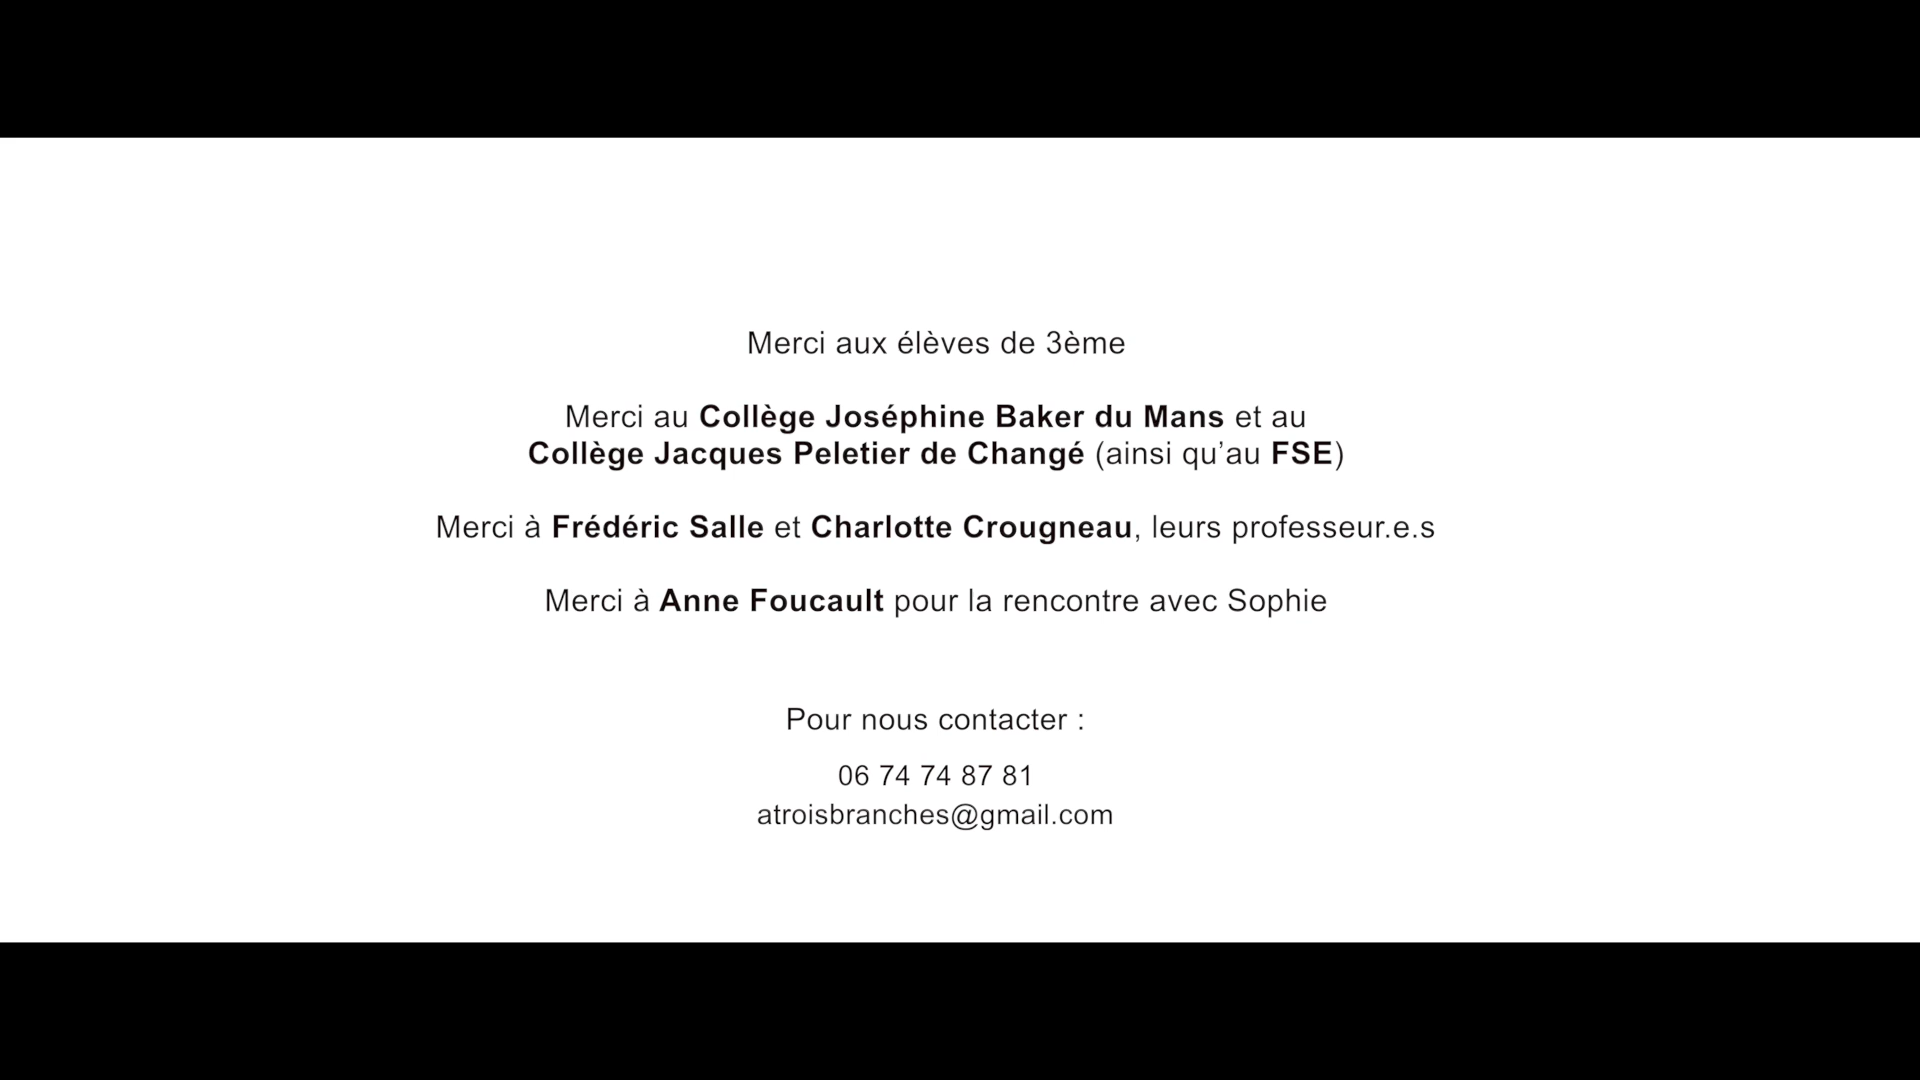 Merci aux élèves de 3ème
Merci au Collège Joséphine Baker du Mans et au
Collège Jacques Peletier de Changé (ainsi qu’au FSE)
Merci à Frédéric Salle et Charlotte Crougneau, leurs professeur.e.s
Merci à Anne Foucault pour la rencontre avec Sophie
Pour nous contacter :
06 74 74 87 81
atroisbranches@gmail.com